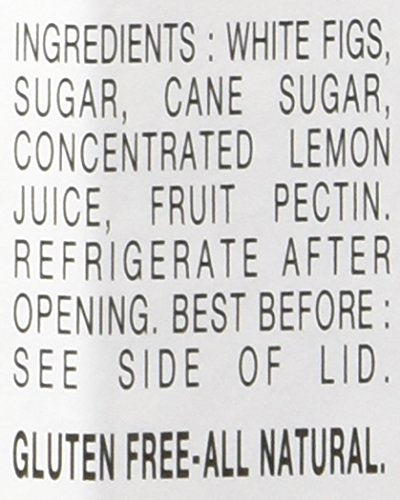 INGREDIENTS : WHITE FIGS,
SUGAR, CANE SUGAR,
CONCENTRATED LEMON
JUICE, FRUIT PECTIN.
REFRIGERATE AFTER
OPENING. BEST BEFORE :
SEE SIDE OF LID.
GLUTEN FREE-ALL NATURAL.